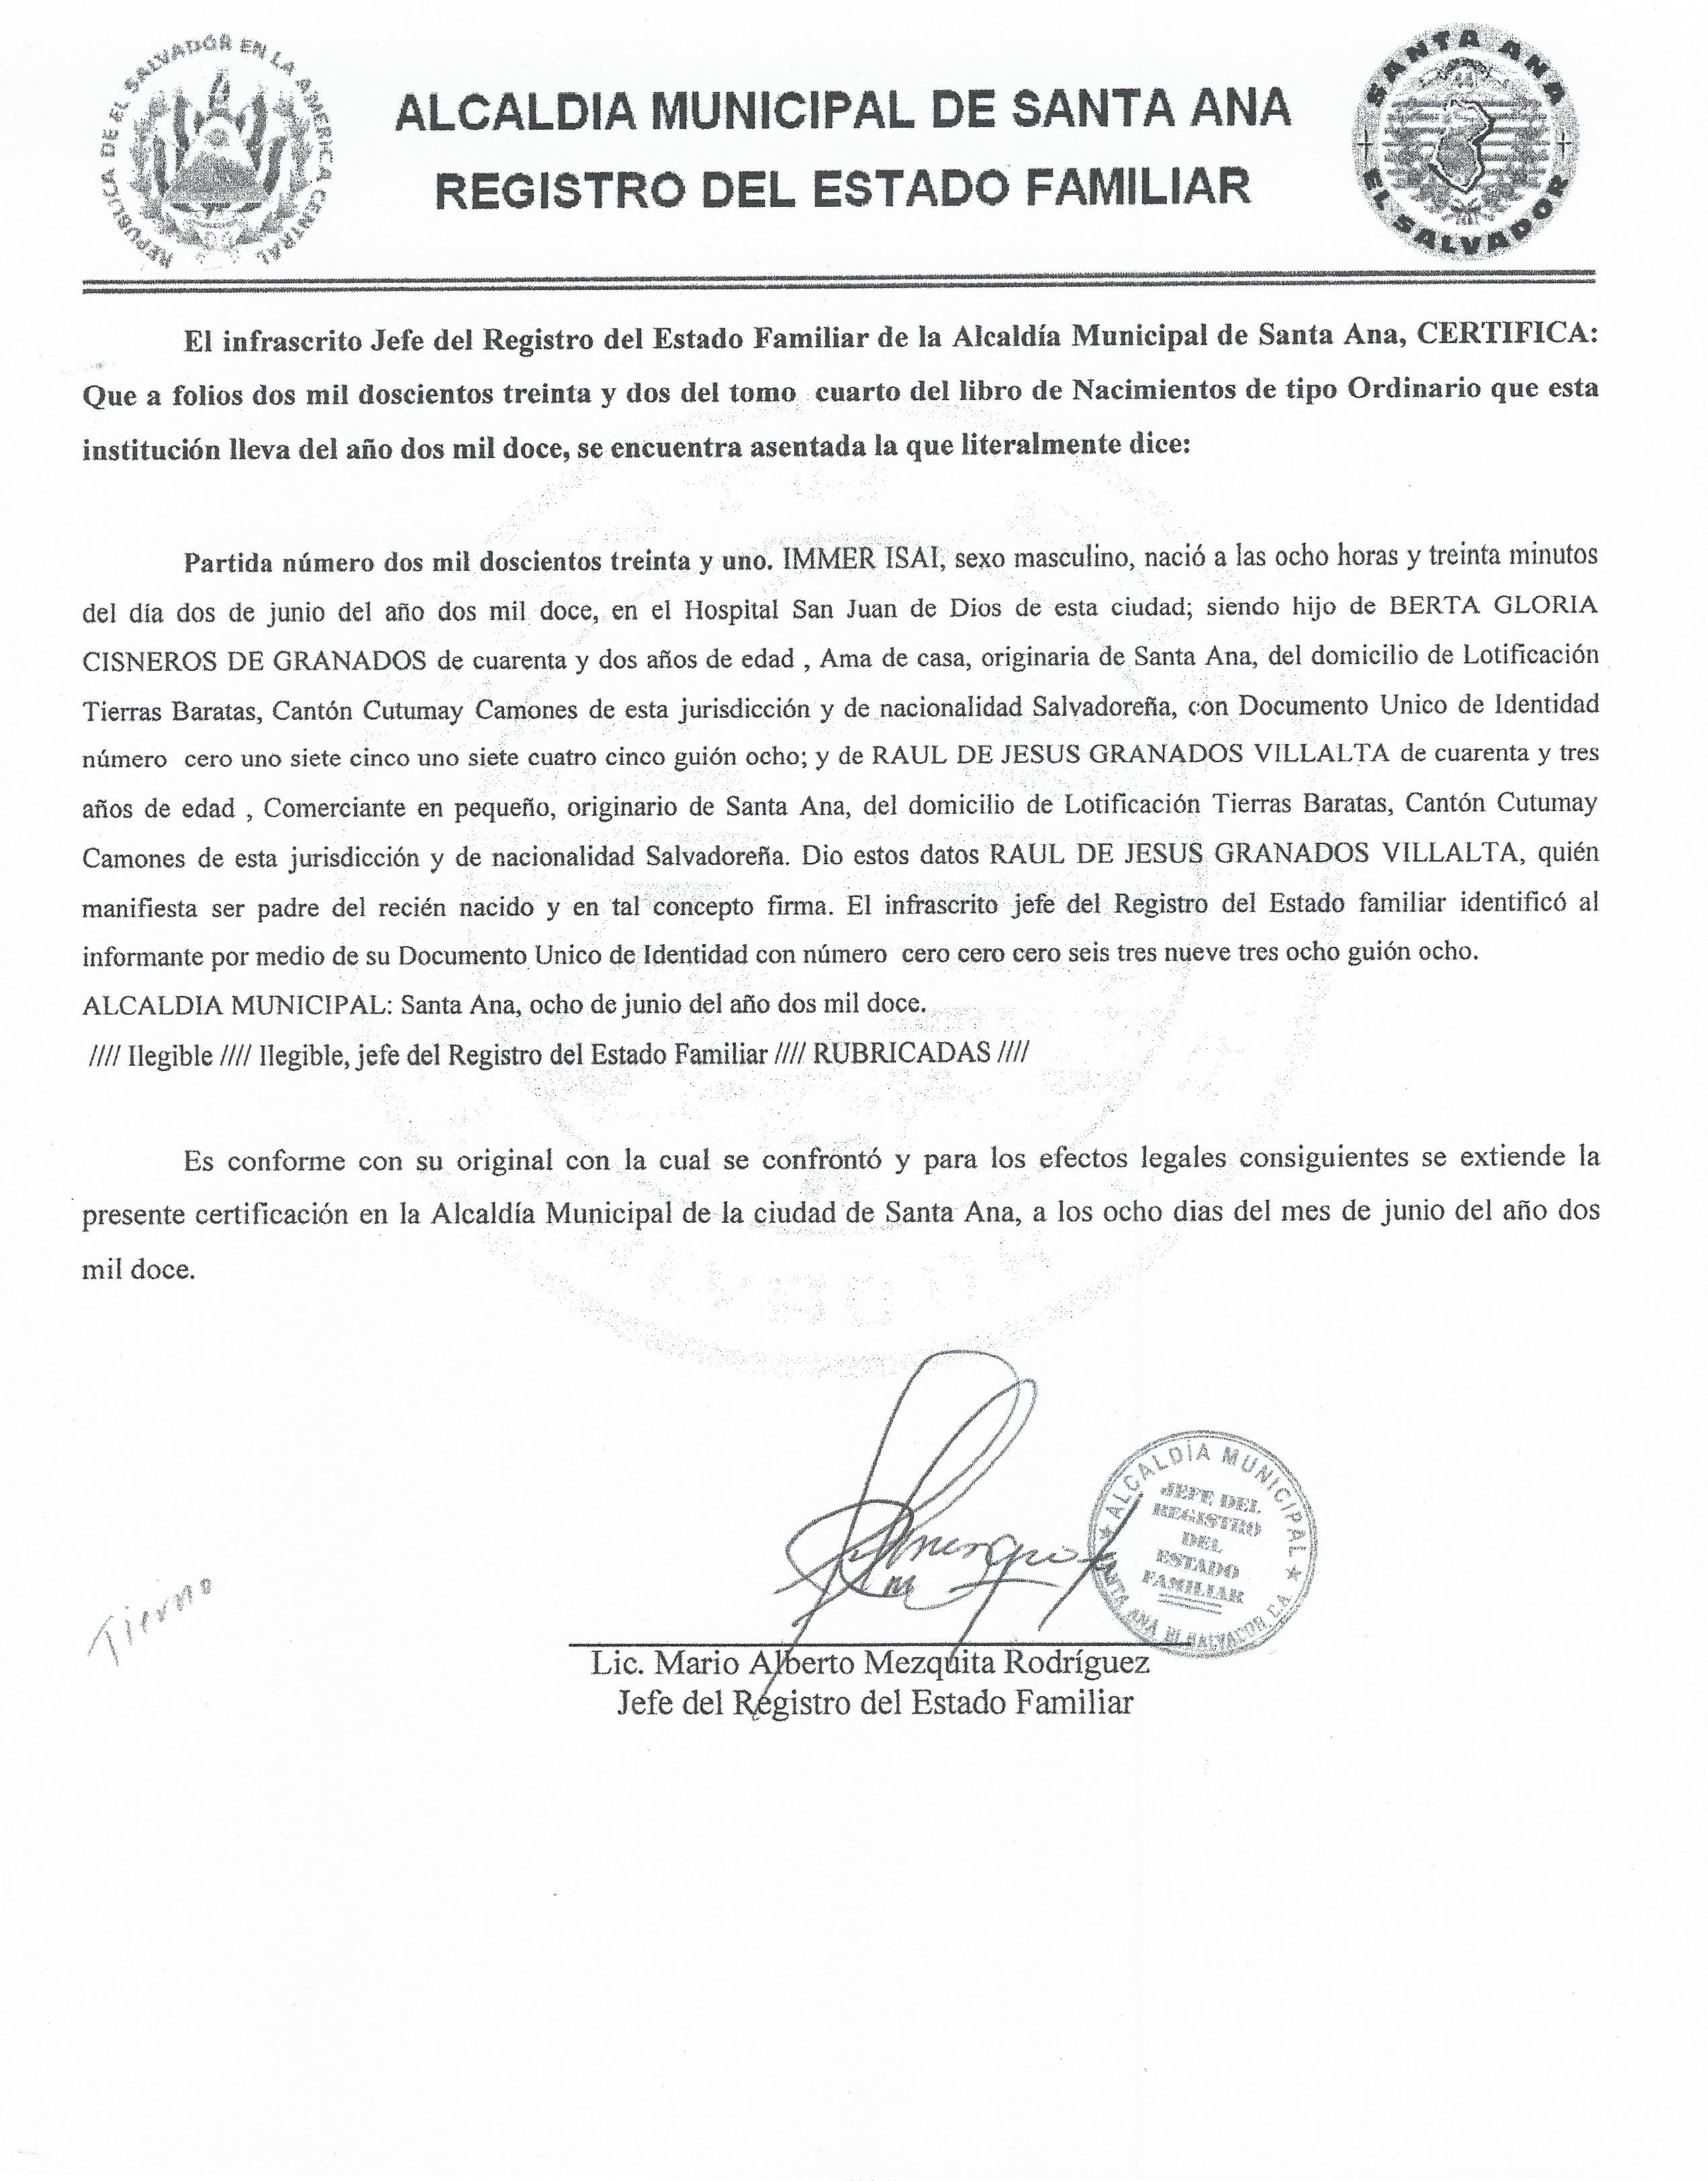 REPUBLICA DE EL SALVADOR EN LA AMERICA CENTRAL
ALCALDIA MUNICIPAL DE SANTA ANA
REGISTRO DEL ESTADO FAMILIAR
SANTA ANA
EL SALVADOR
El infrascrito Jefe del Registro del Estado Familiar de la Alcaldía Municipal de Santa Ana, CERTIFICA:
Que a folios dos mil doscientos treinta y dos del tomo cuarto del libro de Nacimientos de tipo Ordinario que esta
institución lleva del año dos mil doce, se encuentra asentada la que literalmente dice:
Partida número dos mil doscientos treinta y uno. IMMER ISAI, sexo masculino, nació a las ocho horas y treinta minutos
del día dos de junio del año dos mil doce, en el Hospital San Juan de Dios de esta ciudad; siendo hijo de BERTA GLORIA
CISNEROS DE GRANADOS de cuarenta y dos años de edad , Ama de casa, originaria de Santa Ana, del domicilio de Lotificación
Tierras Baratas, Cantón Cutumay Camones de esta jurisdicción y de nacionalidad Salvadoreña, con Documento Unico de Identidad
número cero uno siete cinco uno siete cuatro cinco guión ocho; y de RAUL DE JESUS GRANADOS VILLALTA de cuarenta y tres
años de edad , Comerciante en pequeño, originario de Santa Ana, del domicilio de Lotificación Tierras Baratas, Cantón Cutumay
Camones de esta jurisdicción y de nacionalidad Salvadoreña. Dio estos datos RAUL DE JESUS GRANADOS VILLALTA, quién
manifiesta ser padre del recién nacido y en tal concepto firma. El infrascrito jefe del Registro del Estado familiar identificó al
informante por medio de su Documento Unico de Identidad con número cero cero cero seis tres nueve tres ocho guión ocho.
ALCALDIA MUNICIPAL: Santa Ana, ocho de junio del año dos mil doce.
//// Ilegible //// Ilegible, jefe del Registro del Estado Familiar //// RUBRICADAS ////
Es conforme con su original con la cual se confrontó y para los efectos legales consiguientes se extiende la
presente certificación en la Alcaldía Municipal de la ciudad de Santa Ana, a los ocho dias del mes de junio del año dos
mil doce.
ALCALDÍA MUNICIPAL
JEFE DEL
REGISTRO
DEL
ESTADO
FAMILIAR
SANTA ANA EL SALVADOR, C.A.
Tierno
Lic. Mario Alberto Mezquita Rodríguez
Jefe del Registro del Estado Familiar